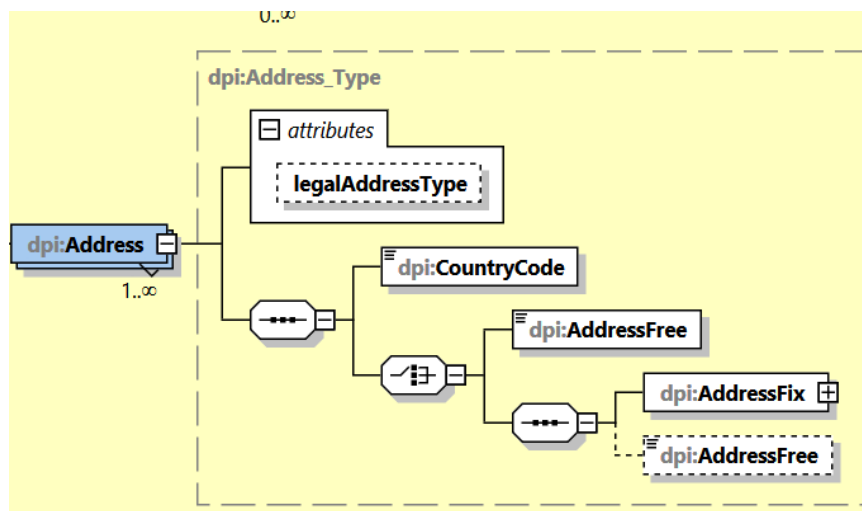 0..∞
dpi:Address_Type
attributes
legalAddressType
dpi:Address
1..∞
dpi:CountryCode
dpi:AddressFree
dpi:AddressFix
dpi:AddressFree